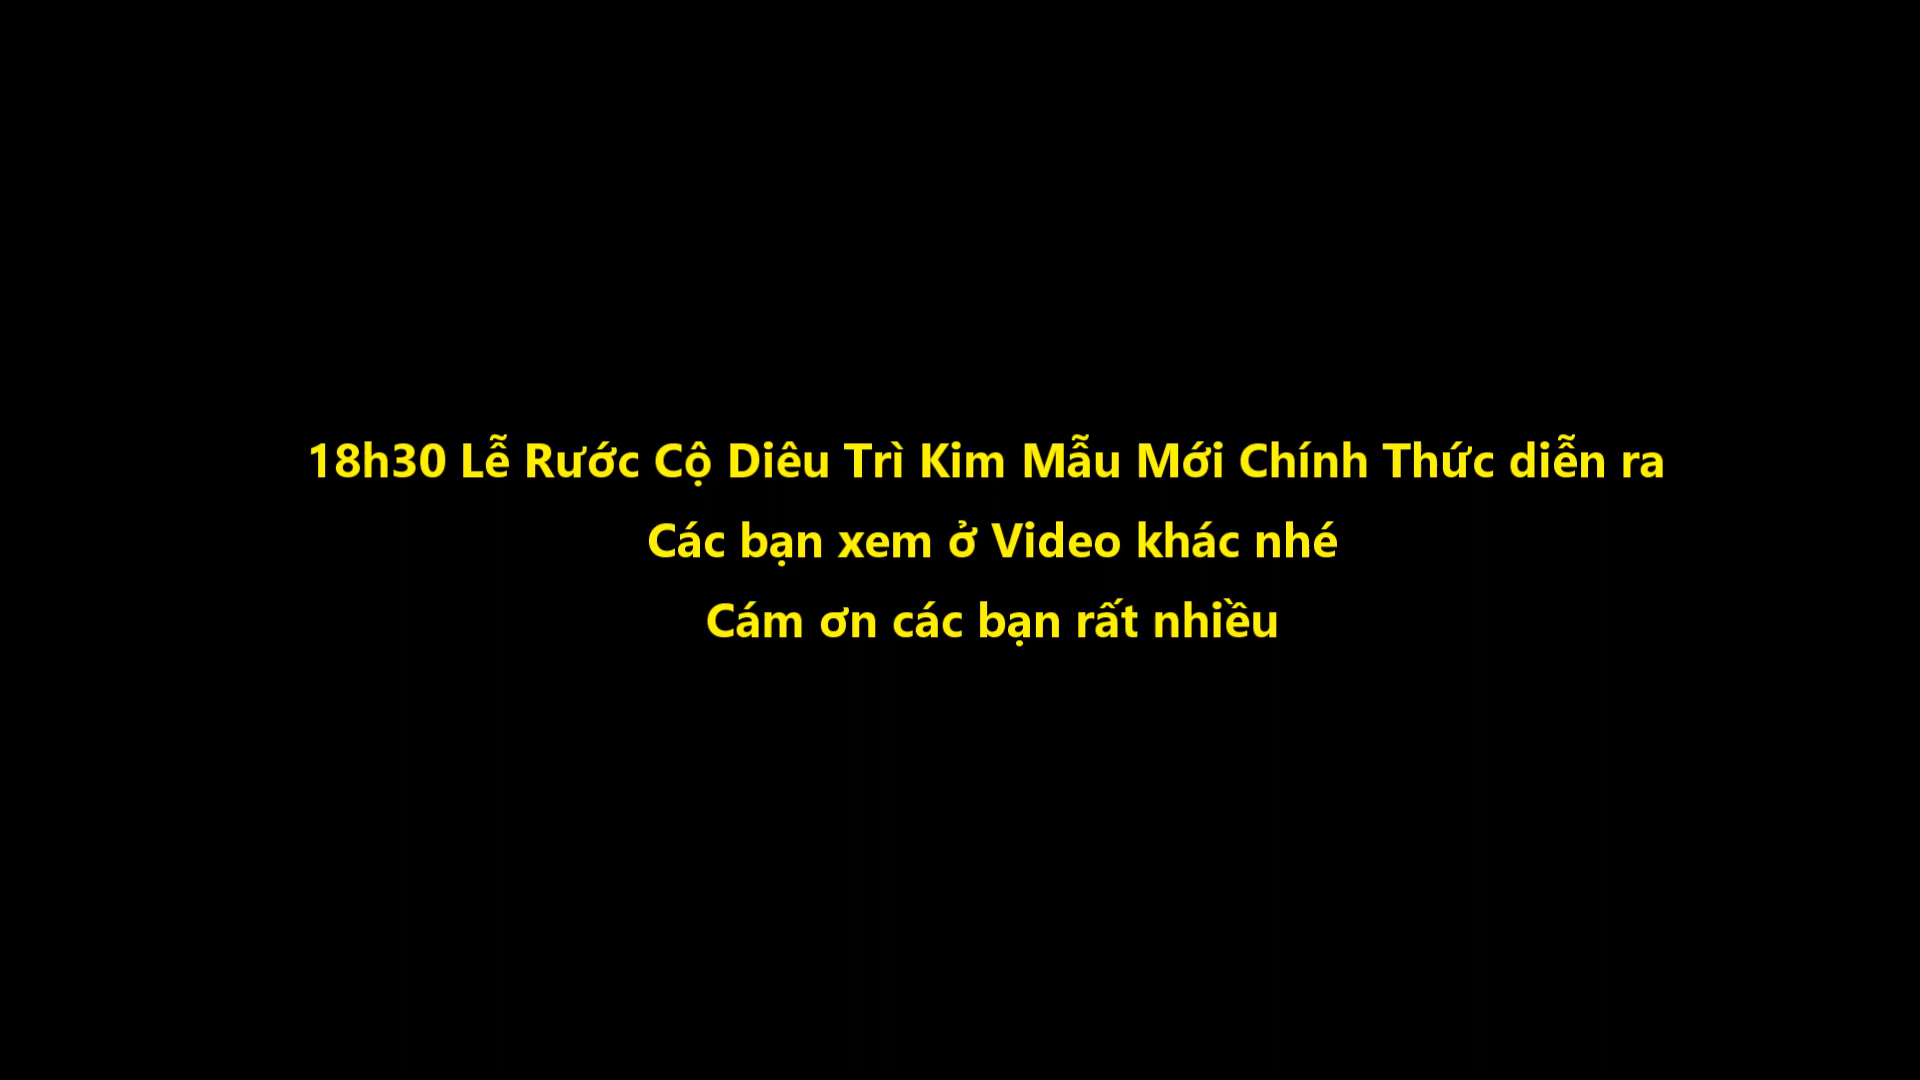 18h30 Lễ Rước Cộ Diêu Trì Kim Mẫu Mới Chính Thức diễn ra
Các bạn xem ở Video khác nhé
Cám ơn các bạn rất nhiều